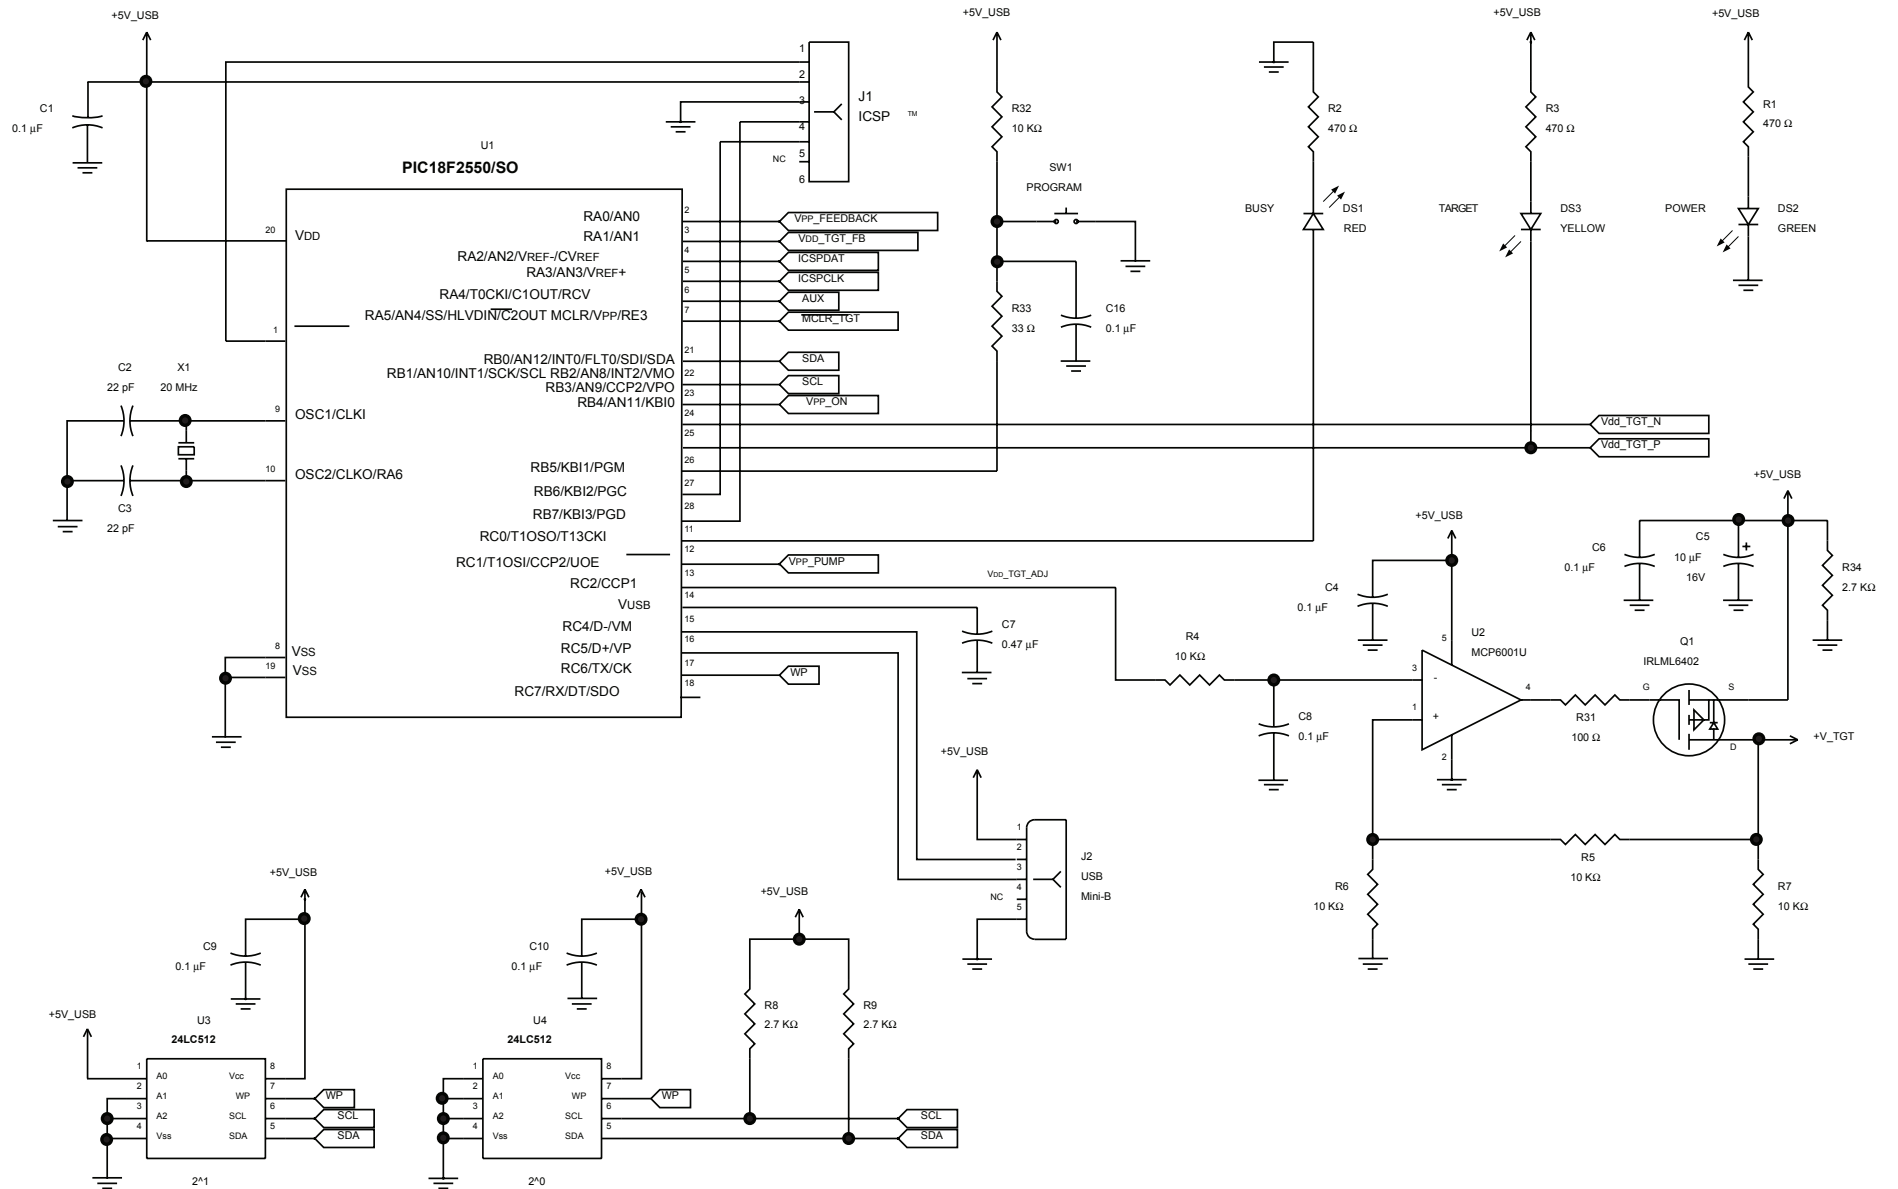 +5V_USB
C1
0.1 µF
1
2
3
4
5
6
NC
J1
ICSP ™
U1
PIC18F2550/SO
20
VDD
1
9
OSC1/CLKI
10
OSC2/CLKO/RA6
8
VSS
19
VSS
C2
22 pF
X1
20 MHz
C3
22 pF
RA0/AN0
RA1/AN1
RA2/AN2/VREF-/CVREF
RA3/AN3/VREF+
RA4/T0CKI/C1OUT/RCV
RA5/AN4/SS/HLVDIN/C2OUT MCLR/VPP/RE3
RB0/AN12/INT0/FLT0/SDI/SDA
RB1/AN10/INT1/SCK/SCL RB2/AN8/INT2/VMO
RB3/AN9/CCP2/VPO
RB4/AN11/KBI0
RB5/KBI1/PGM
RB6/KBI2/PGC
RB7/KBI3/PGD
RC0/T1OSO/T13CKI
RC1/T1OSI/CCP2/UOE
RC2/CCP1
VUSB
RC4/D-/VM
RC5/D+/VP
RC6/TX/CK
RC7/RX/DT/SDO
2
3
4
5
6
7
21
22
23
24
25
26
27
28
11
12
13
14
15
16
17
18
VPP_FEEDBACK
VDD_TGT_FB
ICSPDAT
ICSPCLK
AUX
MCLR_TGT
SDA
SCL
VPP_ON
VPP_PUMP
WP
+5V_USB
R32
10 KΩ
SW1
PROGRAM
R33
33 Ω
C16
0.1 µF
R2
470 Ω
BUSY
DS1
RED
+5V_USB
R3
470 Ω
TARGET
DS3
YELLOW
+5V_USB
R1
470 Ω
POWER
DS2
GREEN
Vdd_TGT_N
Vdd_TGT_P
VDD_TGT_ADJ
C7
0.47 µF
R4
10 KΩ
C8
0.1 µF
+5V_USB
C4
0.1 µF
5
U2
MCP6001U
3
-
1
+
4
2
R31
100 Ω
Q1
IRLML6402
G
S
D
+5V_USB
C6
0.1 µF
C5
10 µF
16V
+
R34
2.7 KΩ
+V_TGT
R5
10 KΩ
R6
10 KΩ
R7
10 KΩ
+5V_USB
1
2
3
4
5
NC
J2
USB
Mini-B
+5V_USB
C9
0.1 µF
+5V_USB
U3
24LC512
1
2
3
4
A0
A1
A2
Vss
Vcc
WP
SCL
SDA
8
7
6
5
WP
SCL
SDA
2^1
+5V_USB
C10
0.1 µF
U4
24LC512
1
2
3
4
A0
A1
A2
Vss
Vcc
WP
SCL
SDA
8
7
6
5
WP
2^0
+5V_USB
R8
2.7 KΩ
R9
2.7 KΩ
SCL
SDA